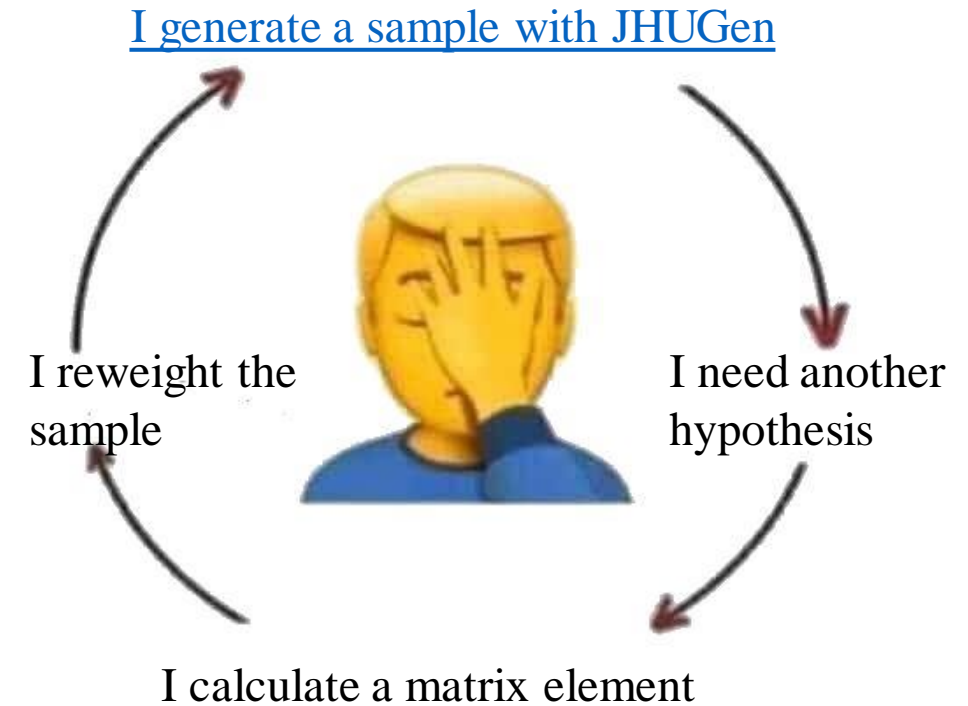 I generate a sample with JHUGen
I need another
hypothesis
I calculate a matrix element
I reweight the
sample